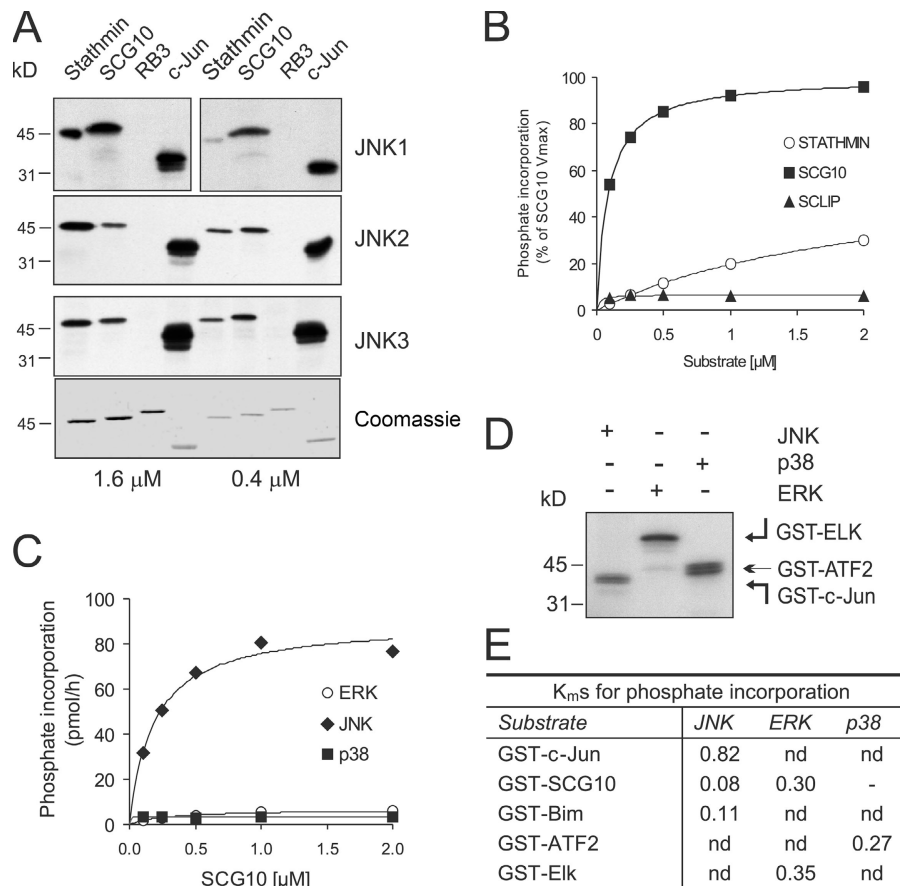 A
Stathmin SCG10 RB3 c-Jun Stathmin SCG10 RB3 c-Jun
kD
45
31
JNK1
45
31
JNK2
45
31
JNK3
45
Coomassie
1.6 µM 0.4 µM
B
Phosphate incorporation
(% of SCG10 Vmax)
100
80
60
40
20
0
0 0.5 1 1.5 2
Substrate [µM]
STATHMIN
SCG10
SCLIP
C
Phosphate incorporation
(pmol/h)
100
80
60
40
20
0
0.0 0.5 1.0 1.5 2.0
SCG10 [µM]
ERK
JNK
p38
D
+ - - JNK
- - + p38
- + - ERK
kD
45
31
GST-ELK
GST-ATF2
GST-c-Jun
E
Kms for phosphate incorporation
Substrate JNK ERK p38
GST-c-Jun 0.82 nd nd
GST-SCG10 0.08 0.30 -
GST-Bim 0.11 nd nd
GST-ATF2 nd nd 0.27
GST-Elk nd 0.35 nd